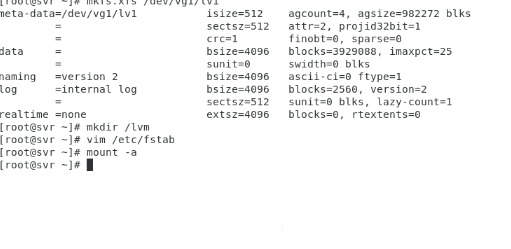 [root@svr ~]# mkfs.xfs /dev/vg1/lv1
meta-data=/dev/vg1/lv1           isize=512    agcount=4, agsize=982272 blks
         =                       sectsz=512   attr=2, projid32bit=1
         =                       crc=1        finobt=0, sparse=0
data     =                       bsize=4096   blocks=3929088, imaxpct=25
         =                       sunit=0      swidth=0 blks
naming   =version 2              bsize=4096   ascii-ci=0 ftype=1
log      =internal log           bsize=4096   blocks=2560, version=2
         =                       sectsz=512   sunit=0 blks, lazy-count=1
realtime =none                   extsz=4096   blocks=0, rtextents=0
[root@svr ~]# mkdir /lvm
[root@svr ~]# vim /etc/fstab
[root@svr ~]# mount -a
[root@svr ~]#